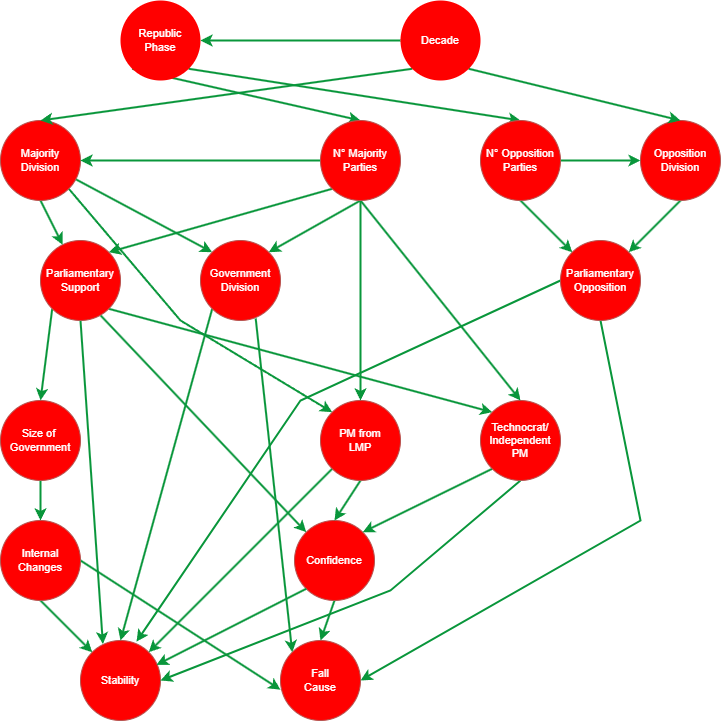 Republic
Phase
Decade
Majority
Division
N° Majority
Parties
N° Opposition
Parties
Opposition
Division
Parliamentary
Support
Government
Division
Parliamentary
Opposition
Size of
Government
PM from
LMP
Technocrat/
Independent
PM
Internal
Changes
Confidence
Stability
Fall
Cause